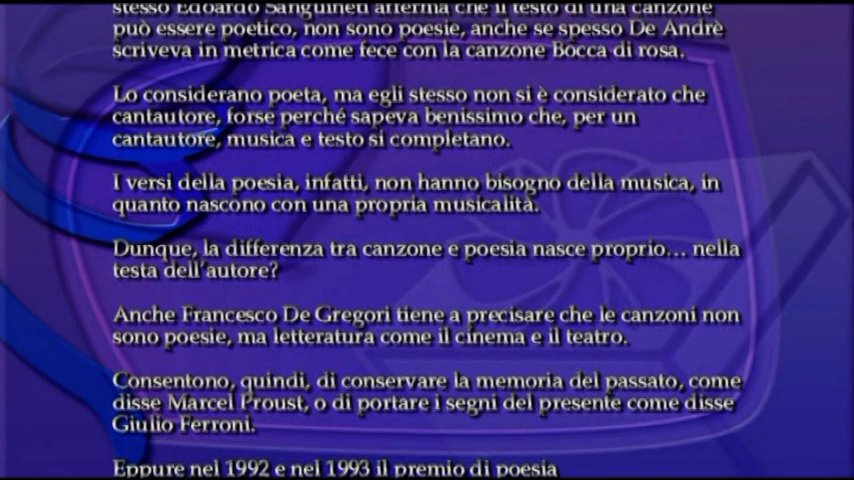 stesso Edoardo Sanguineti afferma che il testo di una canzone
può essere poetico, non sono poesie, anche se spesso De Andrè
scriveva in metrica come fece con la canzone Bocca di rosa.
Lo considerano poeta, ma egli stesso non si è considerato che
cantautore, forse perché sapeva benissimo che, per un
cantautore, musica e testo si completano.
I versi della poesia, infatti, non hanno bisogno della musica, in
quanto nascono con una propria musicalità.
Dunque, la differenza tra canzone e poesia nasce proprio... nella
testa dell'autore?
Anche Francesco De Gregori tiene a precisare che le canzoni non
sono poesie, ma letteratura come il cinema e il teatro.
Consentono, quindi, di conservare la memoria del passato, come
disse Marcel Proust, o di portare i segni del presente come disse
Giulio Ferroni.
Eppure nel 1992 e nel 1993 il premio di poesia